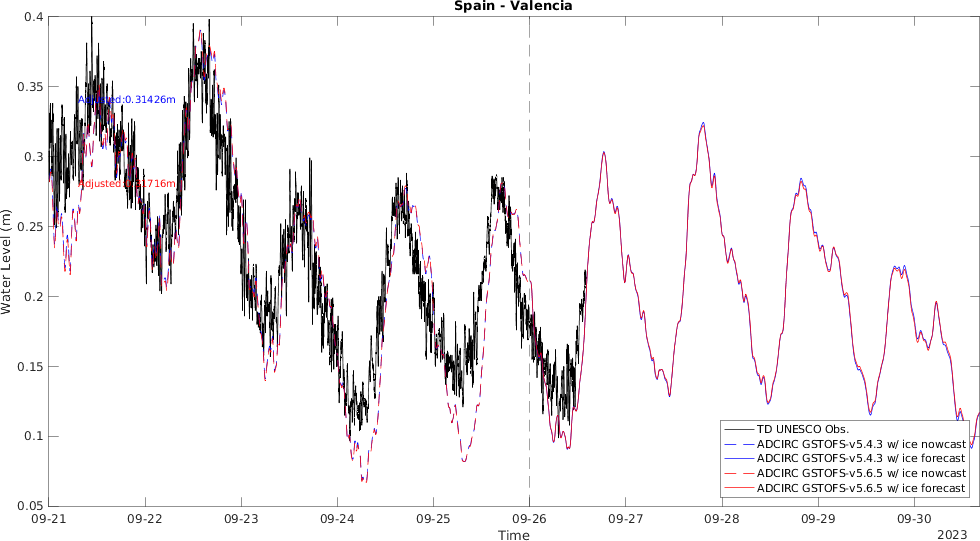 Spain - Valencia
0.4
0.35
0.3
0.25
0.2
0.15
0.1
0.05
Water Level (m)
Adjusted:0.31426m
TD UNESCO Obs.
ADCIRC GSTOFS-v5.4.3 w/ ice nowcast
ADCIRC GSTOFS-v5.4.3 w/ ice forecast
ADCIRC GSTOFS-v5.6.5 w/ ice nowcast
ADCIRC GSTOFS-v5.6.5 w/ ice forecast
09-21 09-22 09-23 09-24 09-25 09-26 09-27 09-28 09-29 09-30
Time
2023